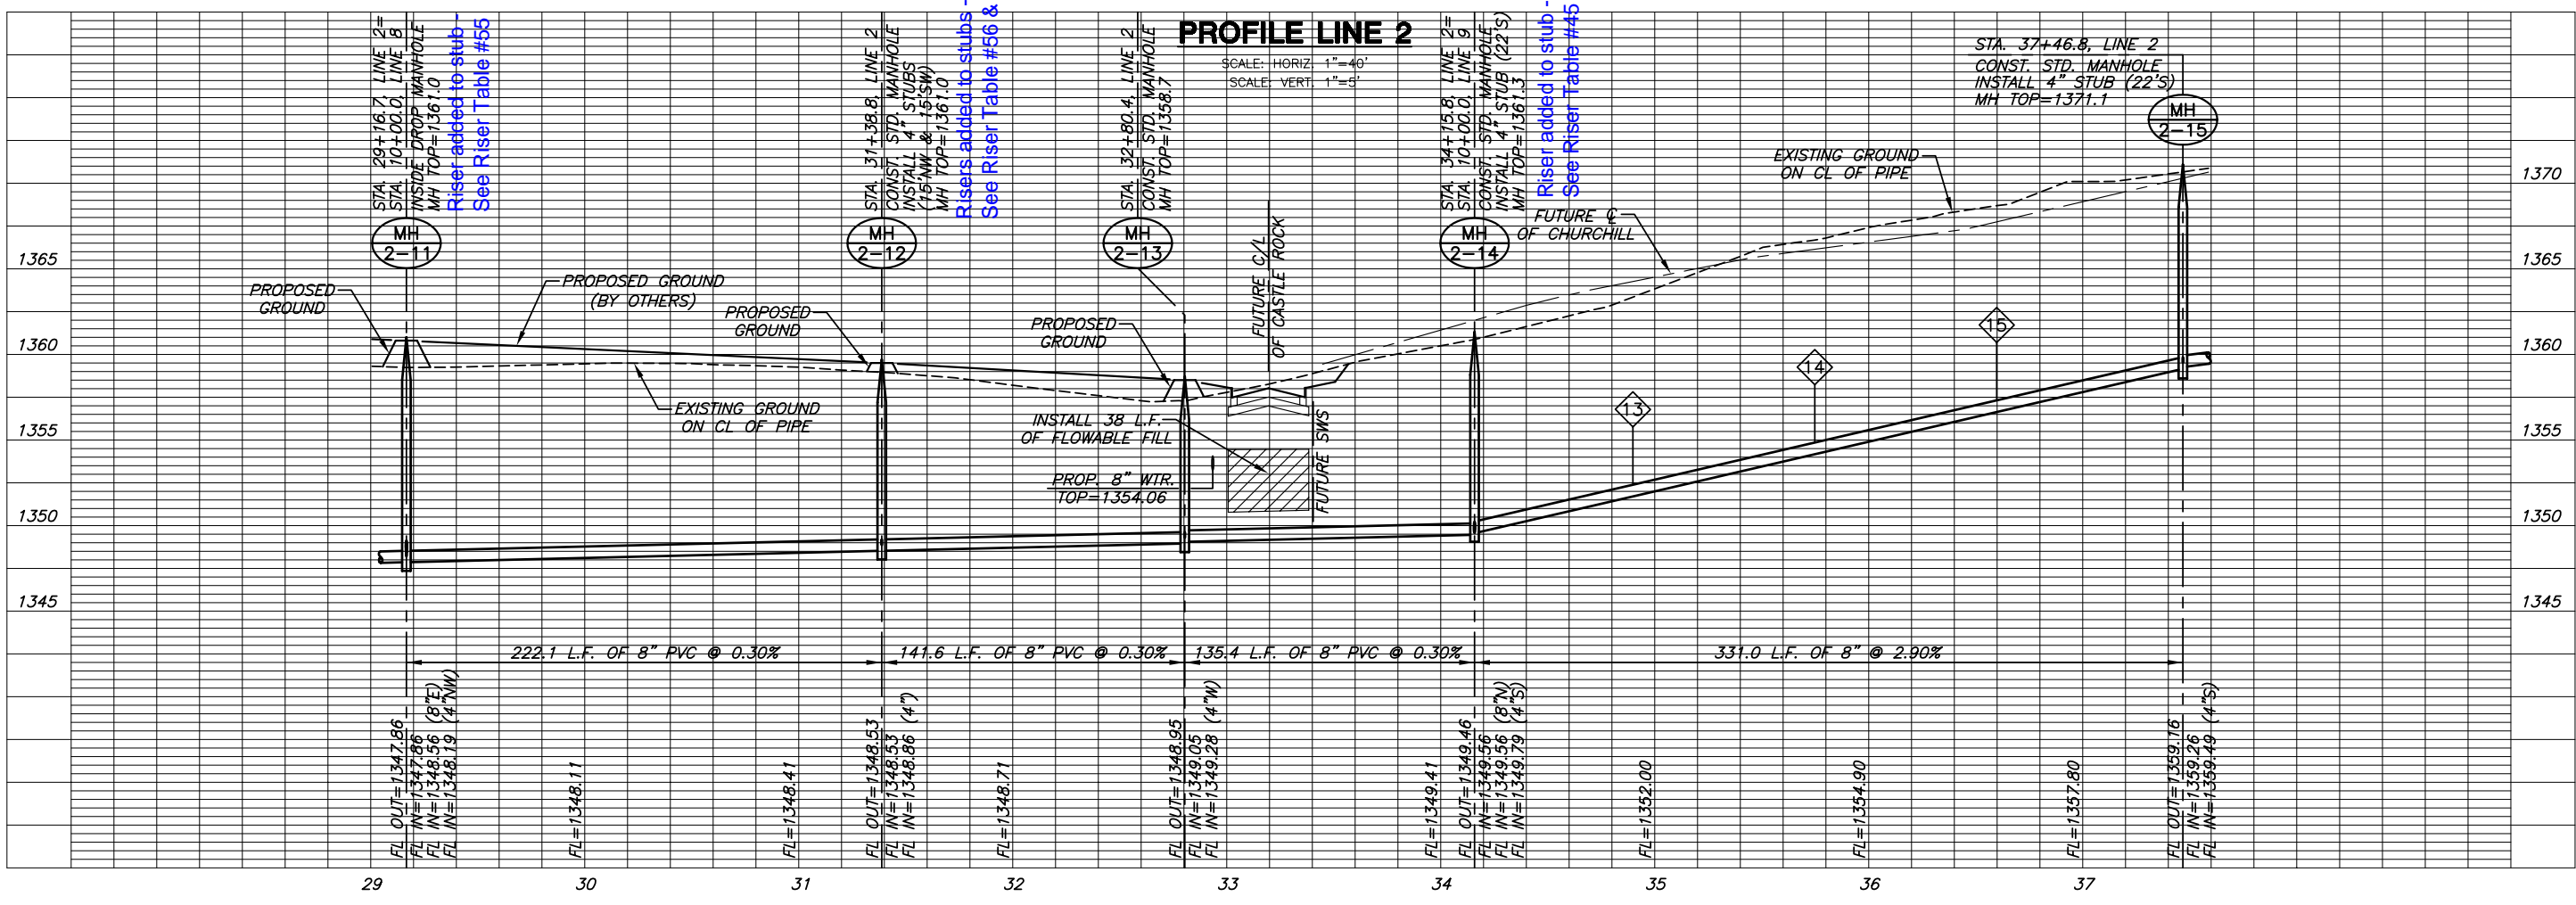 PROFILE LINE 2
SCALE: HORIZ. 1"=40'
SCALE: VERT. 1"=5'
STA. 29+16.7, LINE 2=
STA. 10+00.0, LINE 8
INSIDE DROP MANHOLE
MH TOP=1361.0
Riser added to stub -
See Riser Table #55
MH
2-11
STA. 31+38.8, LINE 2
CONST. STD. MANHOLE
INSTALL 4" STUBS
(15'NW & 15'SW)
MH TOP=1361.0
Risers added to stubs -
See Riser Table #56 &
MH
2-12
STA. 32+80.4, LINE 2
CONST. STD. MANHOLE
MH TOP=1358.7
MH
2-13
STA. 34+15.8, LINE 2=
STA. 10+00.0, LINE 9
CONST. STD. MANHOLE
INSTALL 4" STUB (22'S)
MH TOP=1361.3
Riser added to stub -
See Riser Table #45
MH
2-14
STA. 37+46.8, LINE 2
CONST. STD. MANHOLE
INSTALL 4" STUB (22'S)
MH TOP=1371.1
MH
2-15
EXISTING GROUND
ON CL OF PIPE
FUTURE ℄
OF CHURCHILL
FUTURE C/L
OF CASTLE ROCK
PROPOSED
GROUND
PROPOSED GROUND
(BY OTHERS)
PROPOSED
GROUND
PROPOSED
GROUND
EXISTING GROUND
ON CL OF PIPE
INSTALL 38 L.F.
OF FLOWABLE FILL
PROP. 8" WTR.
TOP=1354.06
FUTURE SWS
13
14
15
1365
1360
1355
1350
1345
1370
1365
1360
1355
1350
1345
222.1 L.F. OF 8" PVC @ 0.30%
141.6 L.F. OF 8" PVC @ 0.30%
135.4 L.F. OF 8" PVC @ 0.30%
331.0 L.F. OF 8" @ 2.90%
FL OUT=1347.86
FL IN=1347.86
FL IN=1348.56 (8"E)
FL IN=1348.19 (4"NW)
FL=1348.11
FL=1348.41
FL OUT=1348.53
FL IN=1348.53
FL IN=1348.86 (4")
FL=1348.71
FL OUT=1348.95
FL IN=1349.05
FL IN=1349.28 (4"W)
FL=1349.41
FL OUT=1349.46
FL IN=1349.56
FL IN=1349.56 (8"N)
FL IN=1349.79 (4"S)
FL=1352.00
FL=1354.90
FL=1357.80
FL OUT=1359.16
FL IN=1359.26
FL IN=1359.49 (4"S)
29 30 31 32 33 34 35 36 37